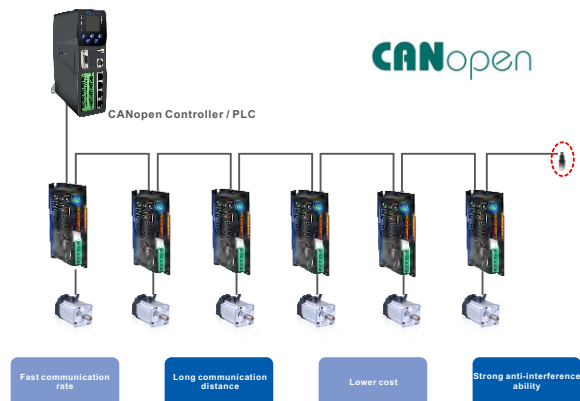 CANopen
CANopen Controller / PLC
Fast communication
rate
Long communication
distance
Lower cost
Strong anti-interference
ability